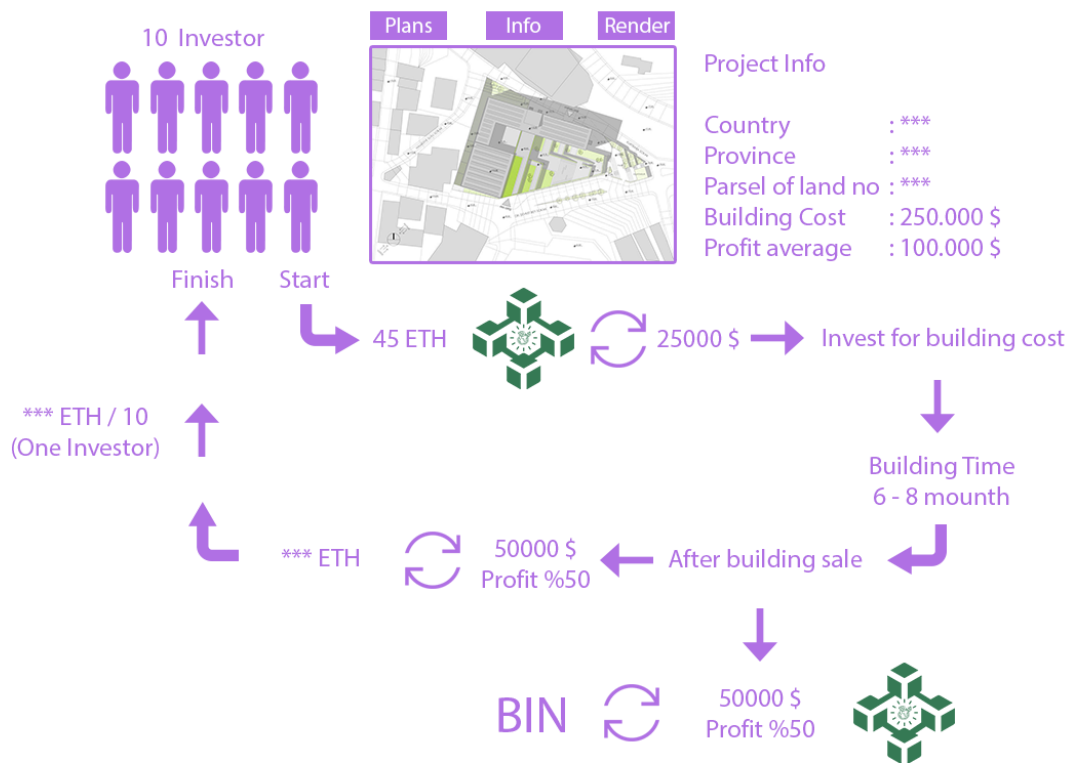 10 Investor
Plans
Info
Render
Project Info
Country : ***
Province : ***
Parsel of land no : ***
Building Cost : 250.000 $
Profit average : 100.000 $
Finish
Start
45 ETH
25000 $
Invest for building cost
*** ETH / 10
(One Investor)
Building Time
6 - 8 mounth
*** ETH
50000 $
Profit %50
After building sale
BIN
50000 $
Profit %50